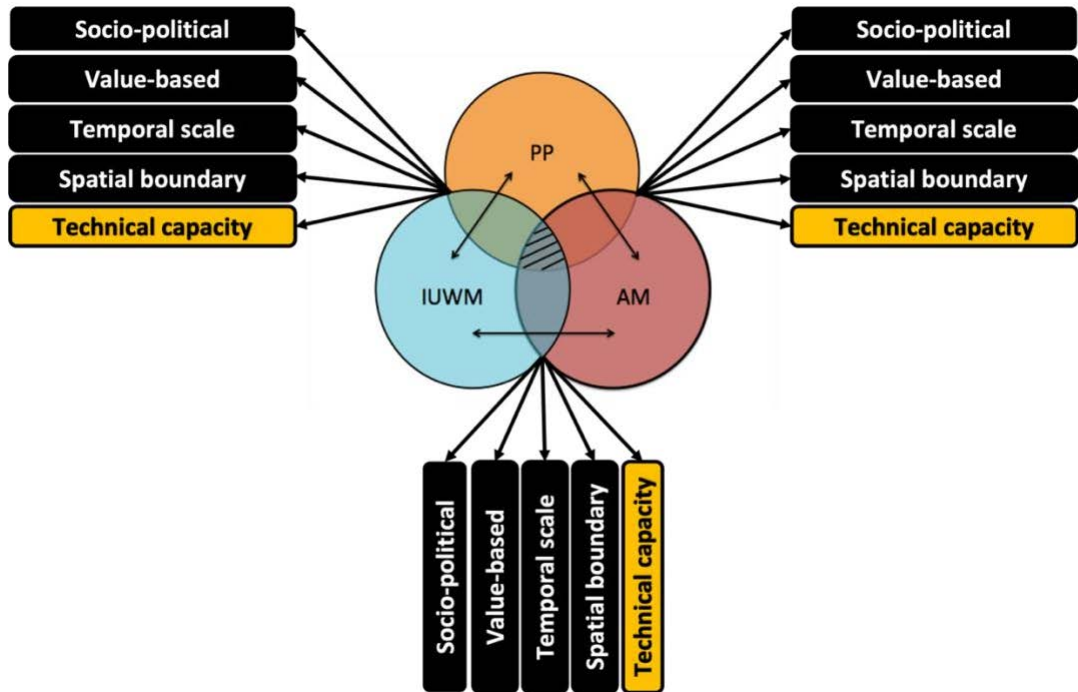 Socio-political
Value-based
Temporal scale
Spatial boundary
Technical capacity
PP
IUWM
AM
Socio-political
Value-based
Temporal scale
Spatial boundary
Technical capacity
Socio-political
Value-based
Temporal scale
Spatial boundary
Technical capacity